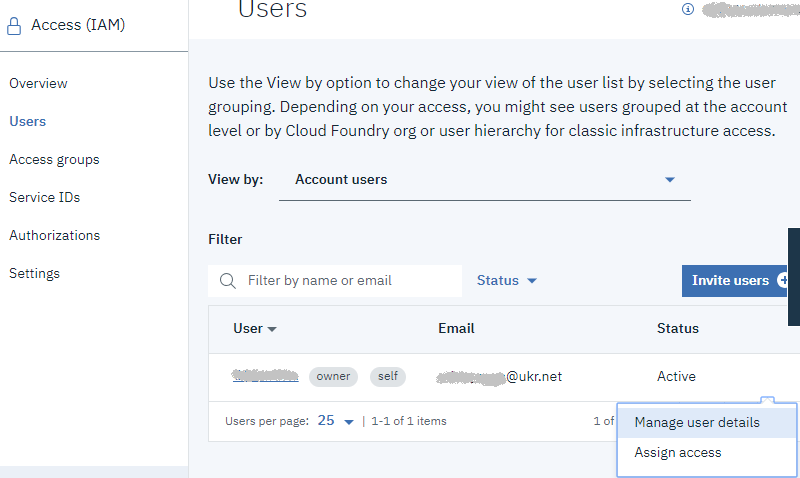 Users
Access (IAM)
Overview
Users
Access groups
Service IDs
Authorizations
Settings
Use the View by option to change your view of the user list by selecting the user
grouping. Depending on your access, you might see users grouped at the account
level or by Cloud Foundry org or user hierarchy for classic infrastructure access.
View by: Account users
Filter
Filter by name or email Status Invite users
User Email Status
owner self @ukr.net Active
Users per page: 25 | 1-1 of 1 items 1 of
Manage user details
Assign access